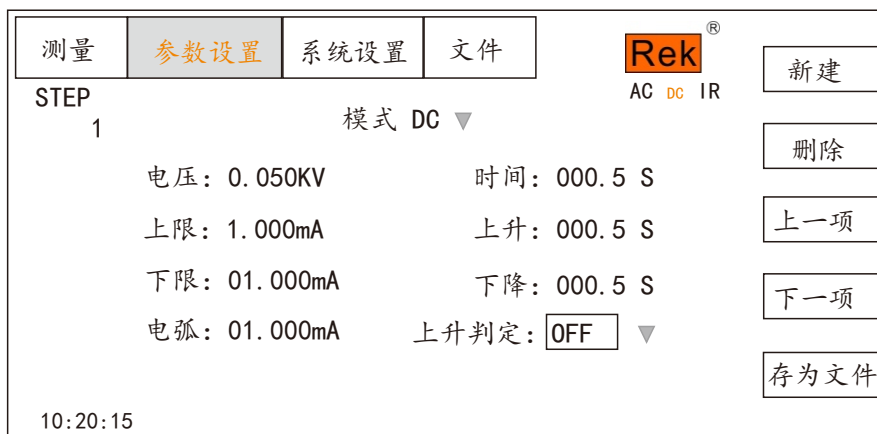 测量 参数设置 系统设置 文件
Rek®
AC DC IR
STEP
1
模式 DC ▼
电压：0.050KV 时间：000.5 S
上限：1.000mA 上升：000.5 S
下限：01.000mA 下降：000.5 S
电弧：01.000mA 上升判定：OFF ▼
10:20:15
新建
删除
上一项
下一项
存为文件